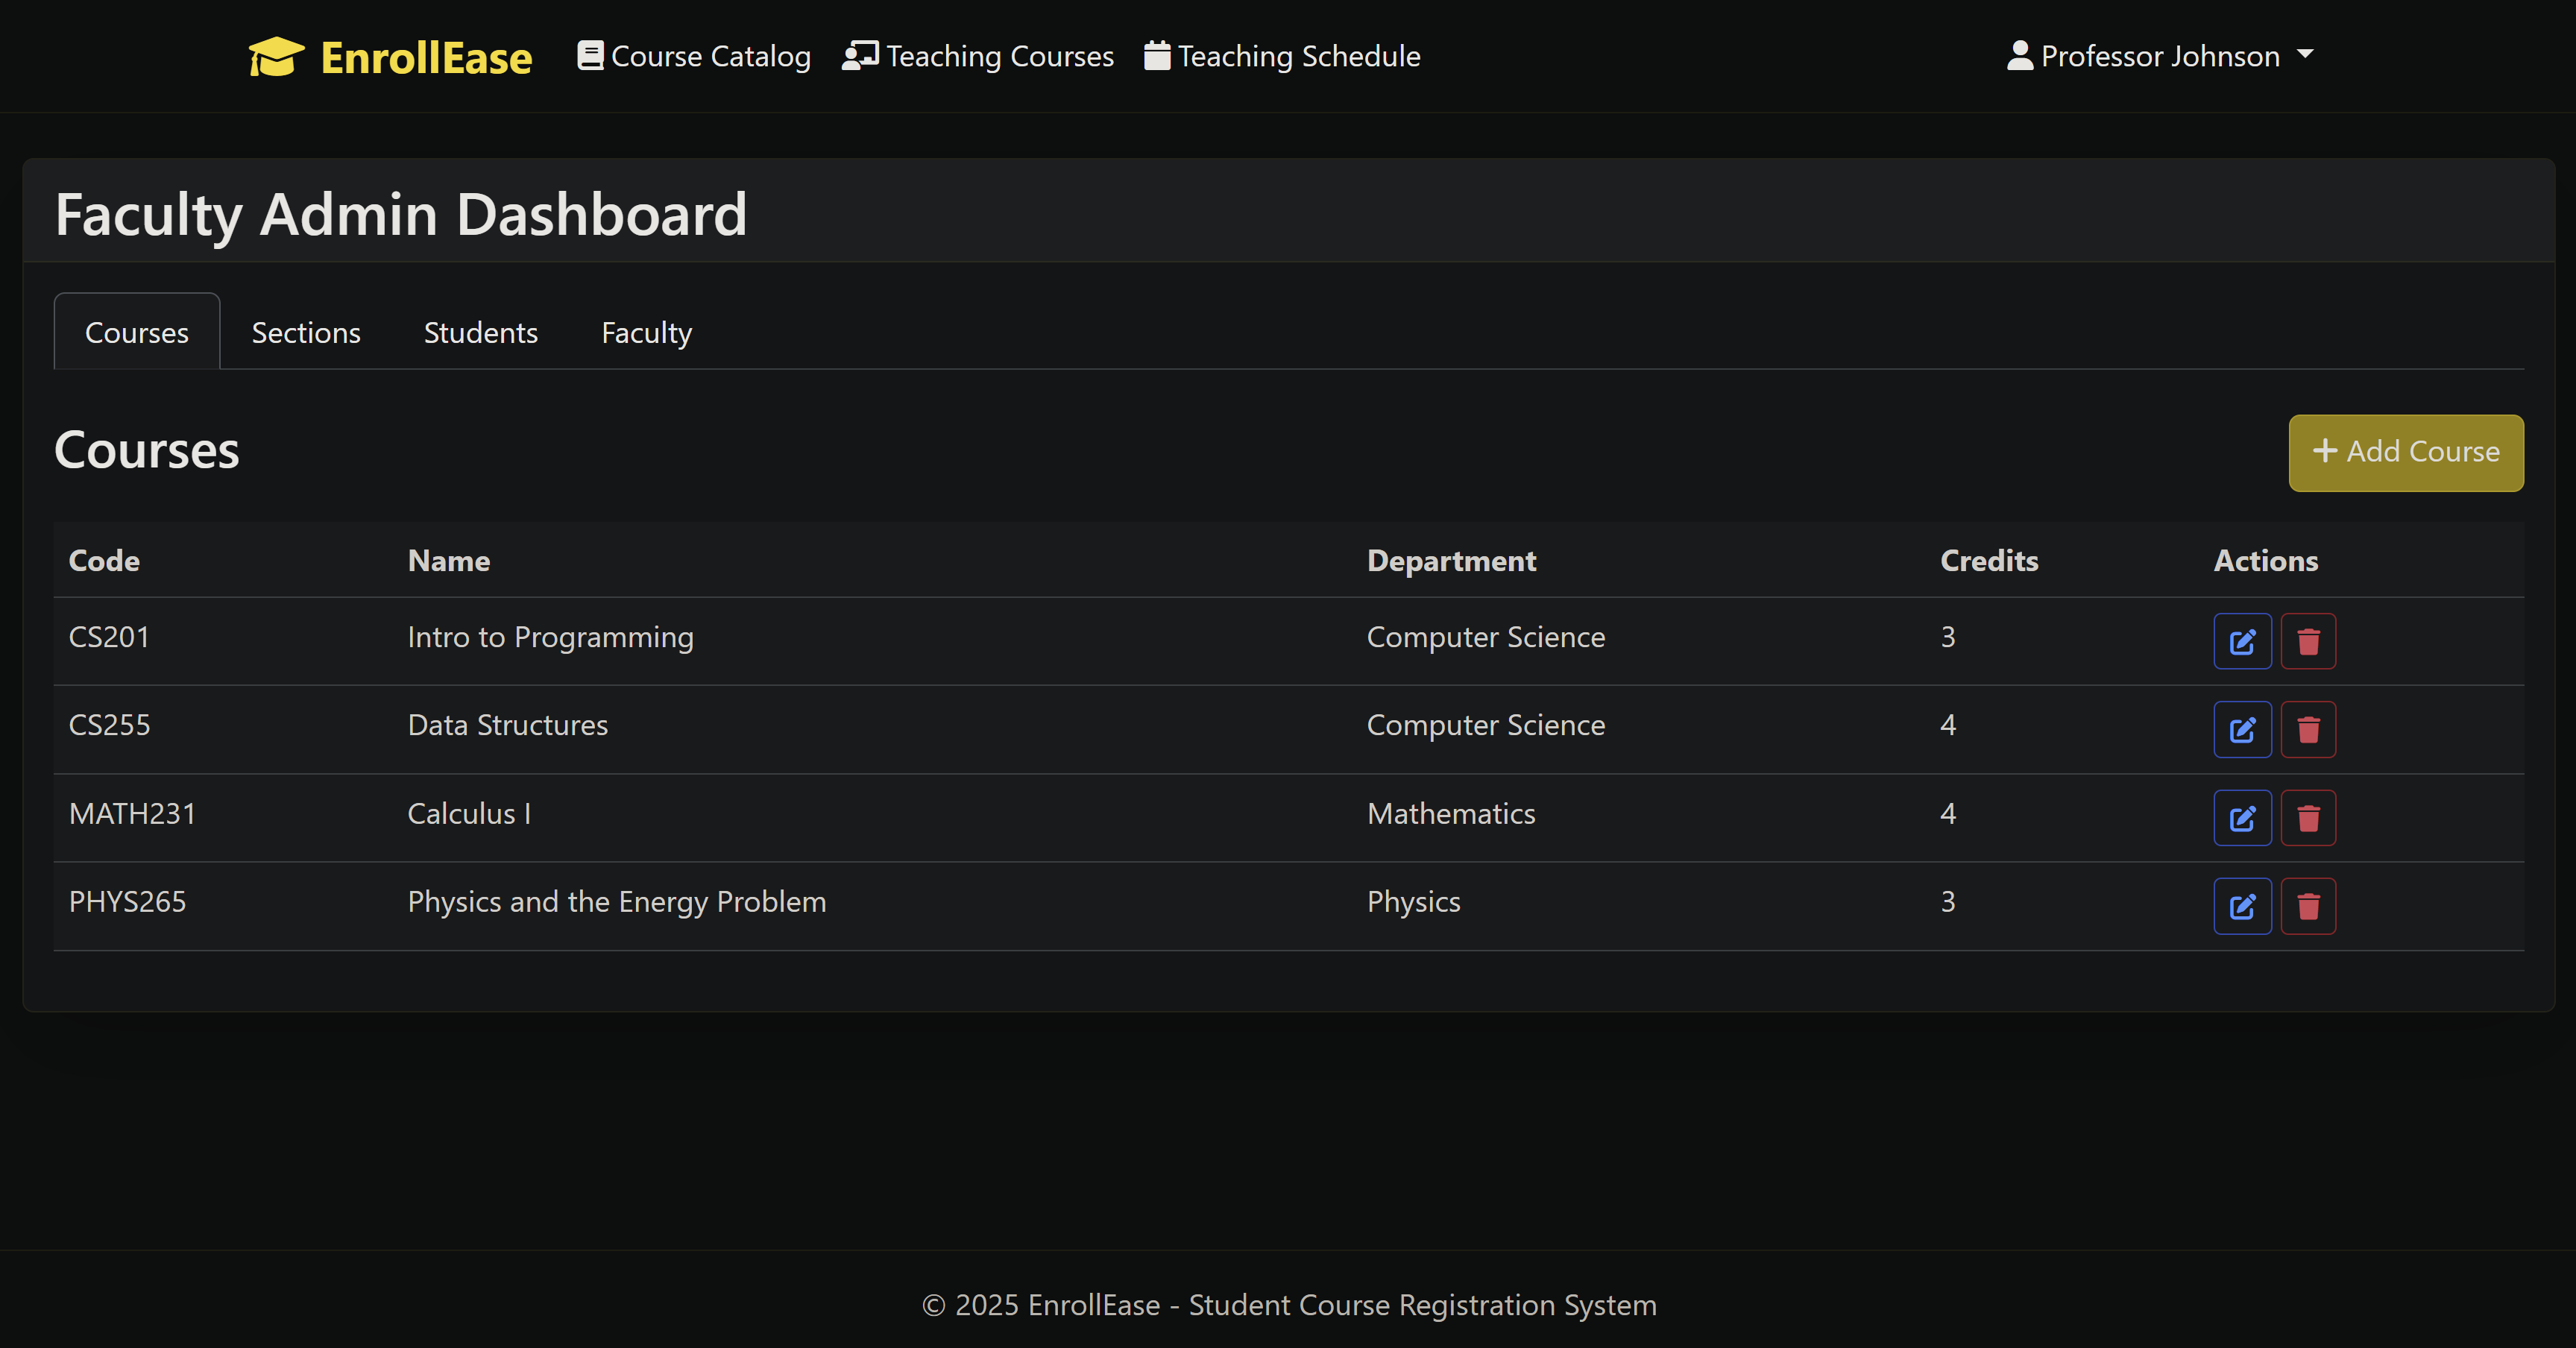 EnrollEase Course Catalog Teaching Courses Teaching Schedule Professor Johnson
Faculty Admin Dashboard
Courses Sections Students Faculty
Courses
Add Course
Code Name Department Credits Actions
CS201 Intro to Programming Computer Science 3
CS255 Data Structures Computer Science 4
MATH231 Calculus I Mathematics 4
PHYS265 Physics and the Energy Problem Physics 3
© 2025 EnrollEase - Student Course Registration System